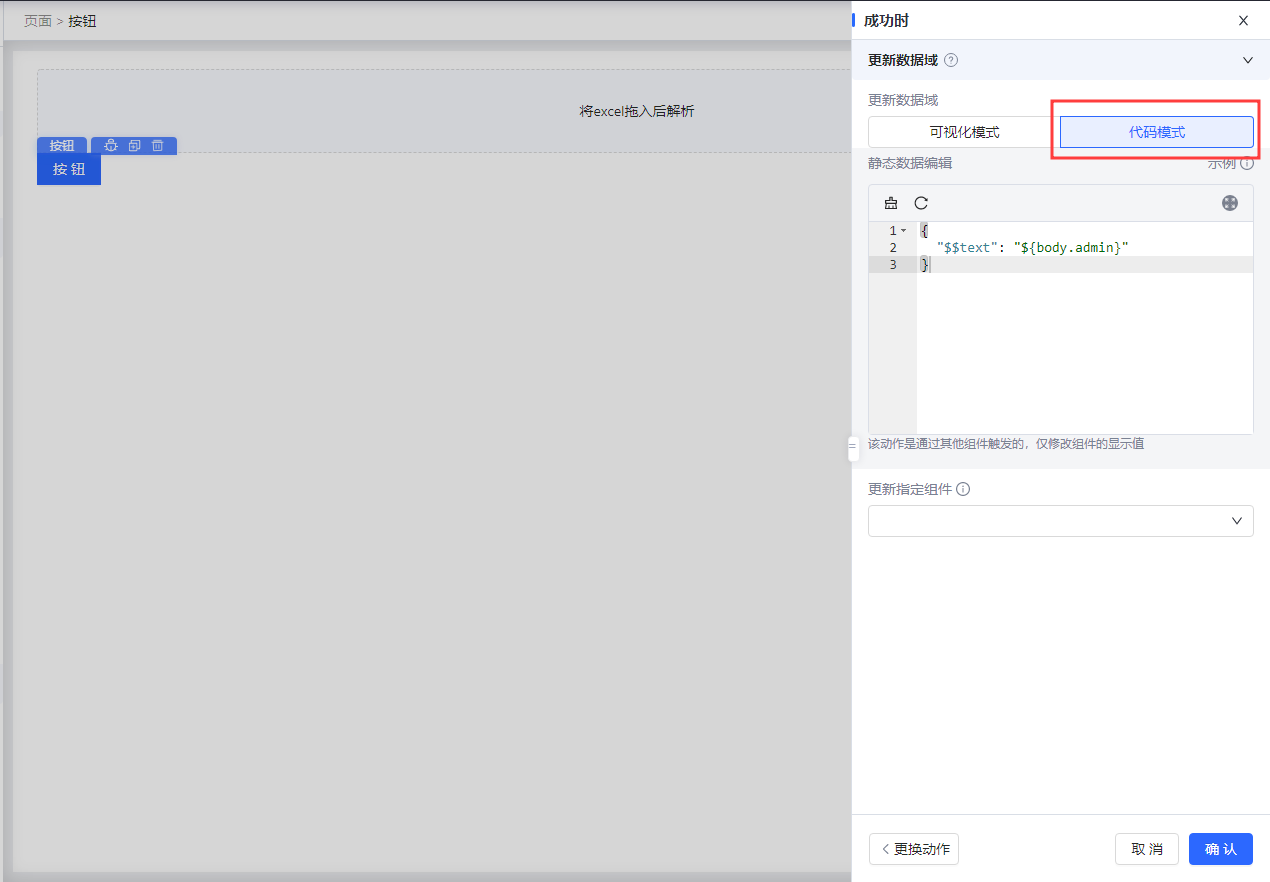 页面 > 按钮
将excel拖入后解析
按钮
按 钮
成功时
更新数据域
更新数据域
可视化模式 代码模式
静态数据编辑 示例
1 {
2 "$$text": "${body.admin}"
3 }
该动作是通过其他组件触发的，仅修改组件的显示值
更新指定组件
更换动作 取 消 确 认